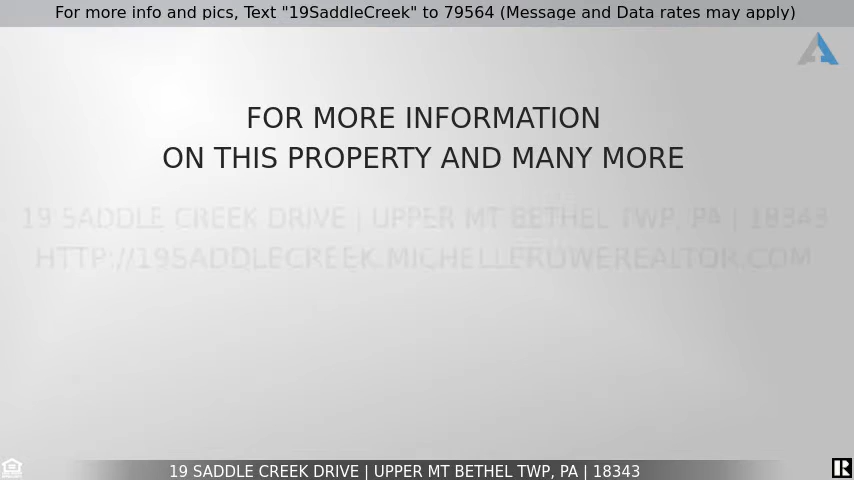 For more info and pics, Text "19SaddleCreek" to 79564 (Message and Data rates may apply)
FOR MORE INFORMATION
ON THIS PROPERTY AND MANY MORE
19 SADDLE CREEK DRIVE | UPPER MT BETHEL TWP, PA | 18343
HTTP://19SADDLECREEK.MICHELLEROWEREALTOR.COM
19 SADDLE CREEK DRIVE | UPPER MT BETHEL TWP, PA | 18343